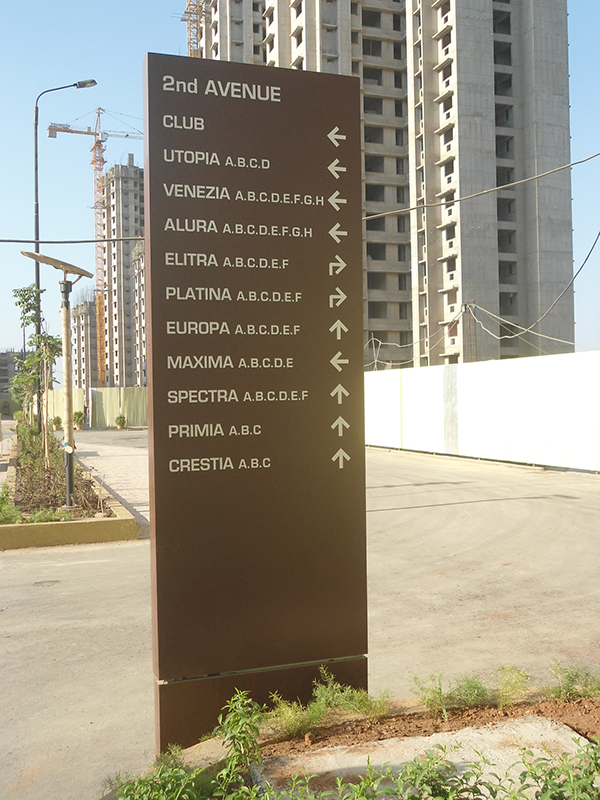 2nd AVENUE
CLUB ←
UTOPIA A.B.C.D ←
VENEZIA A.B.C.D.E.F.G.H ←
ALURA A.B.C.D.E.F.G.H ←
ELITRA A.B.C.D.E.F ↱
PLATINA A.B.C.D.E.F ↱
EUROPA A.B.C.D.E.F ↑
MAXIMA A.B.C.D.E ←
SPECTRA A.B.C.D.E.F ↑
PRIMIA A.B.C ↑
CRESTIA A.B.C ↑